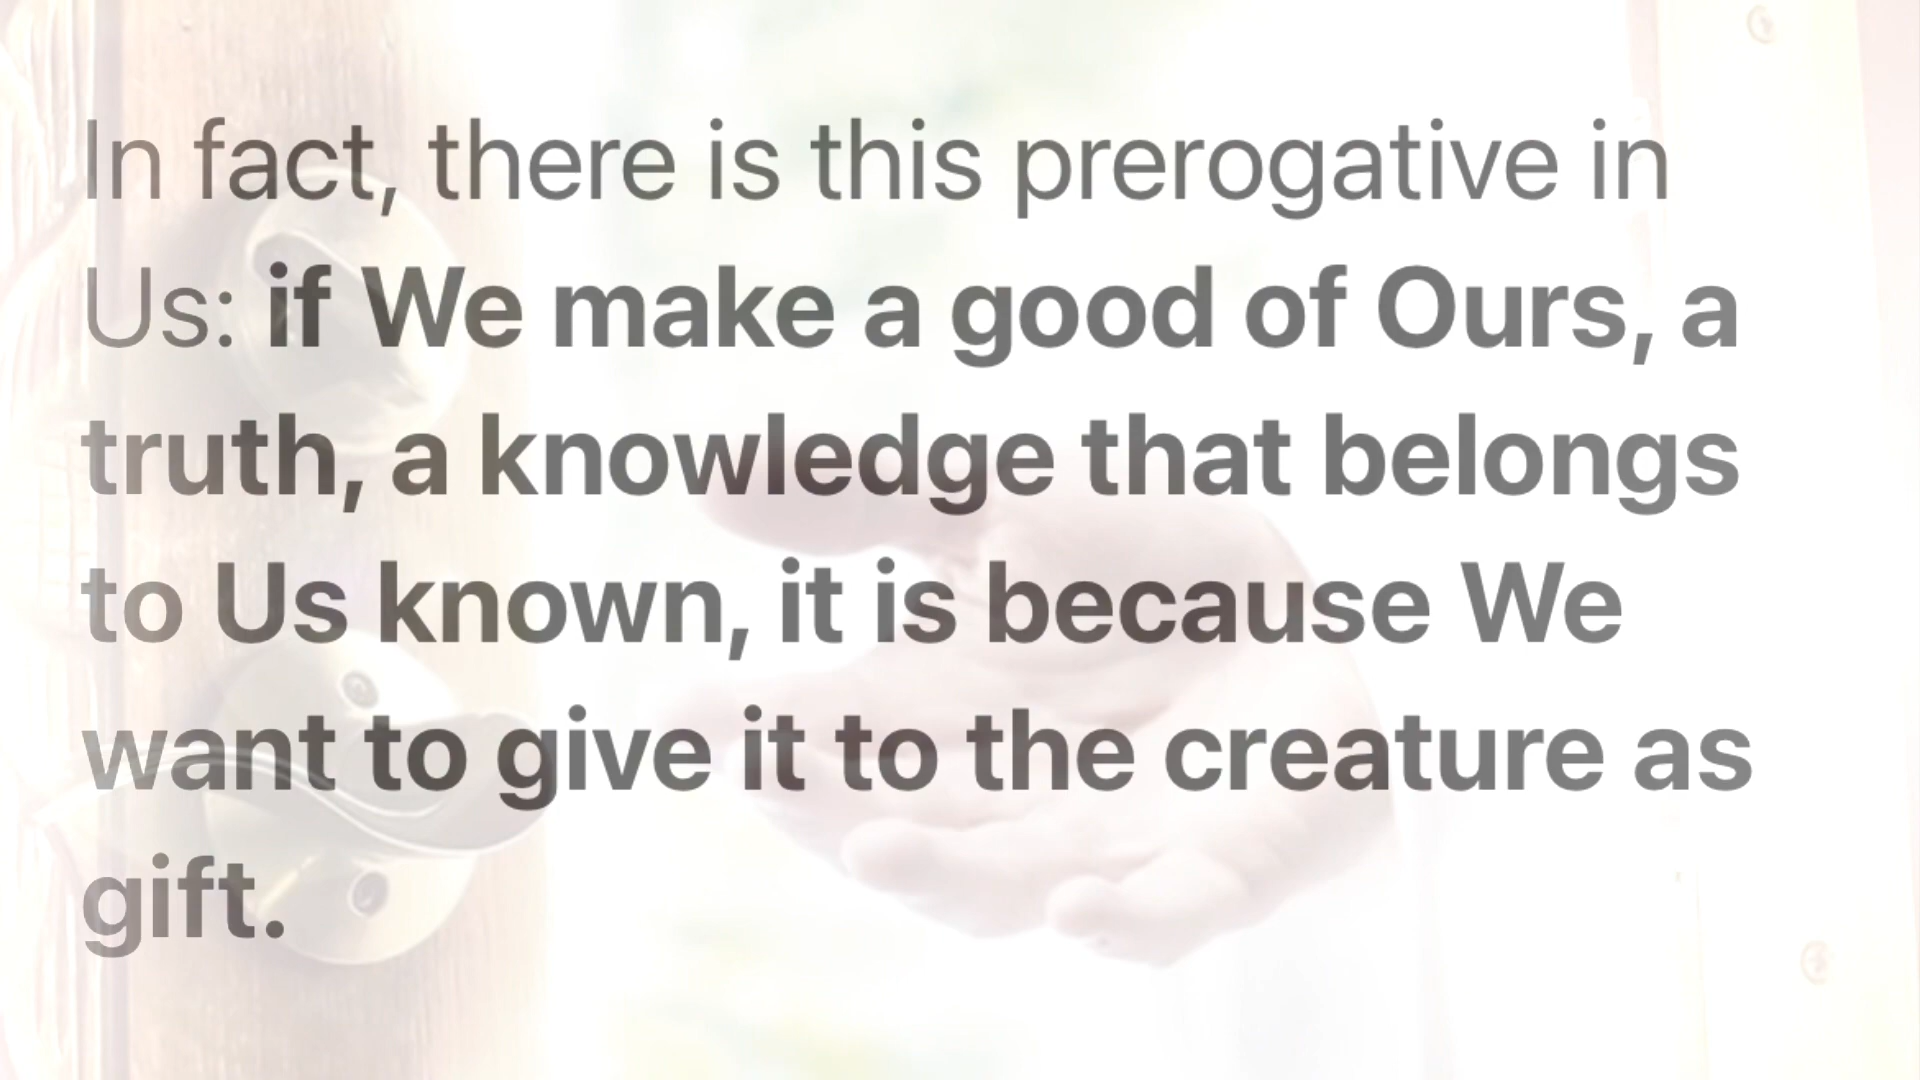 In fact, there is this prerogative in
Us: if We make a good of Ours, a
truth, a knowledge that belongs
to Us known, it is because We
want to give it to the creature as
gift.